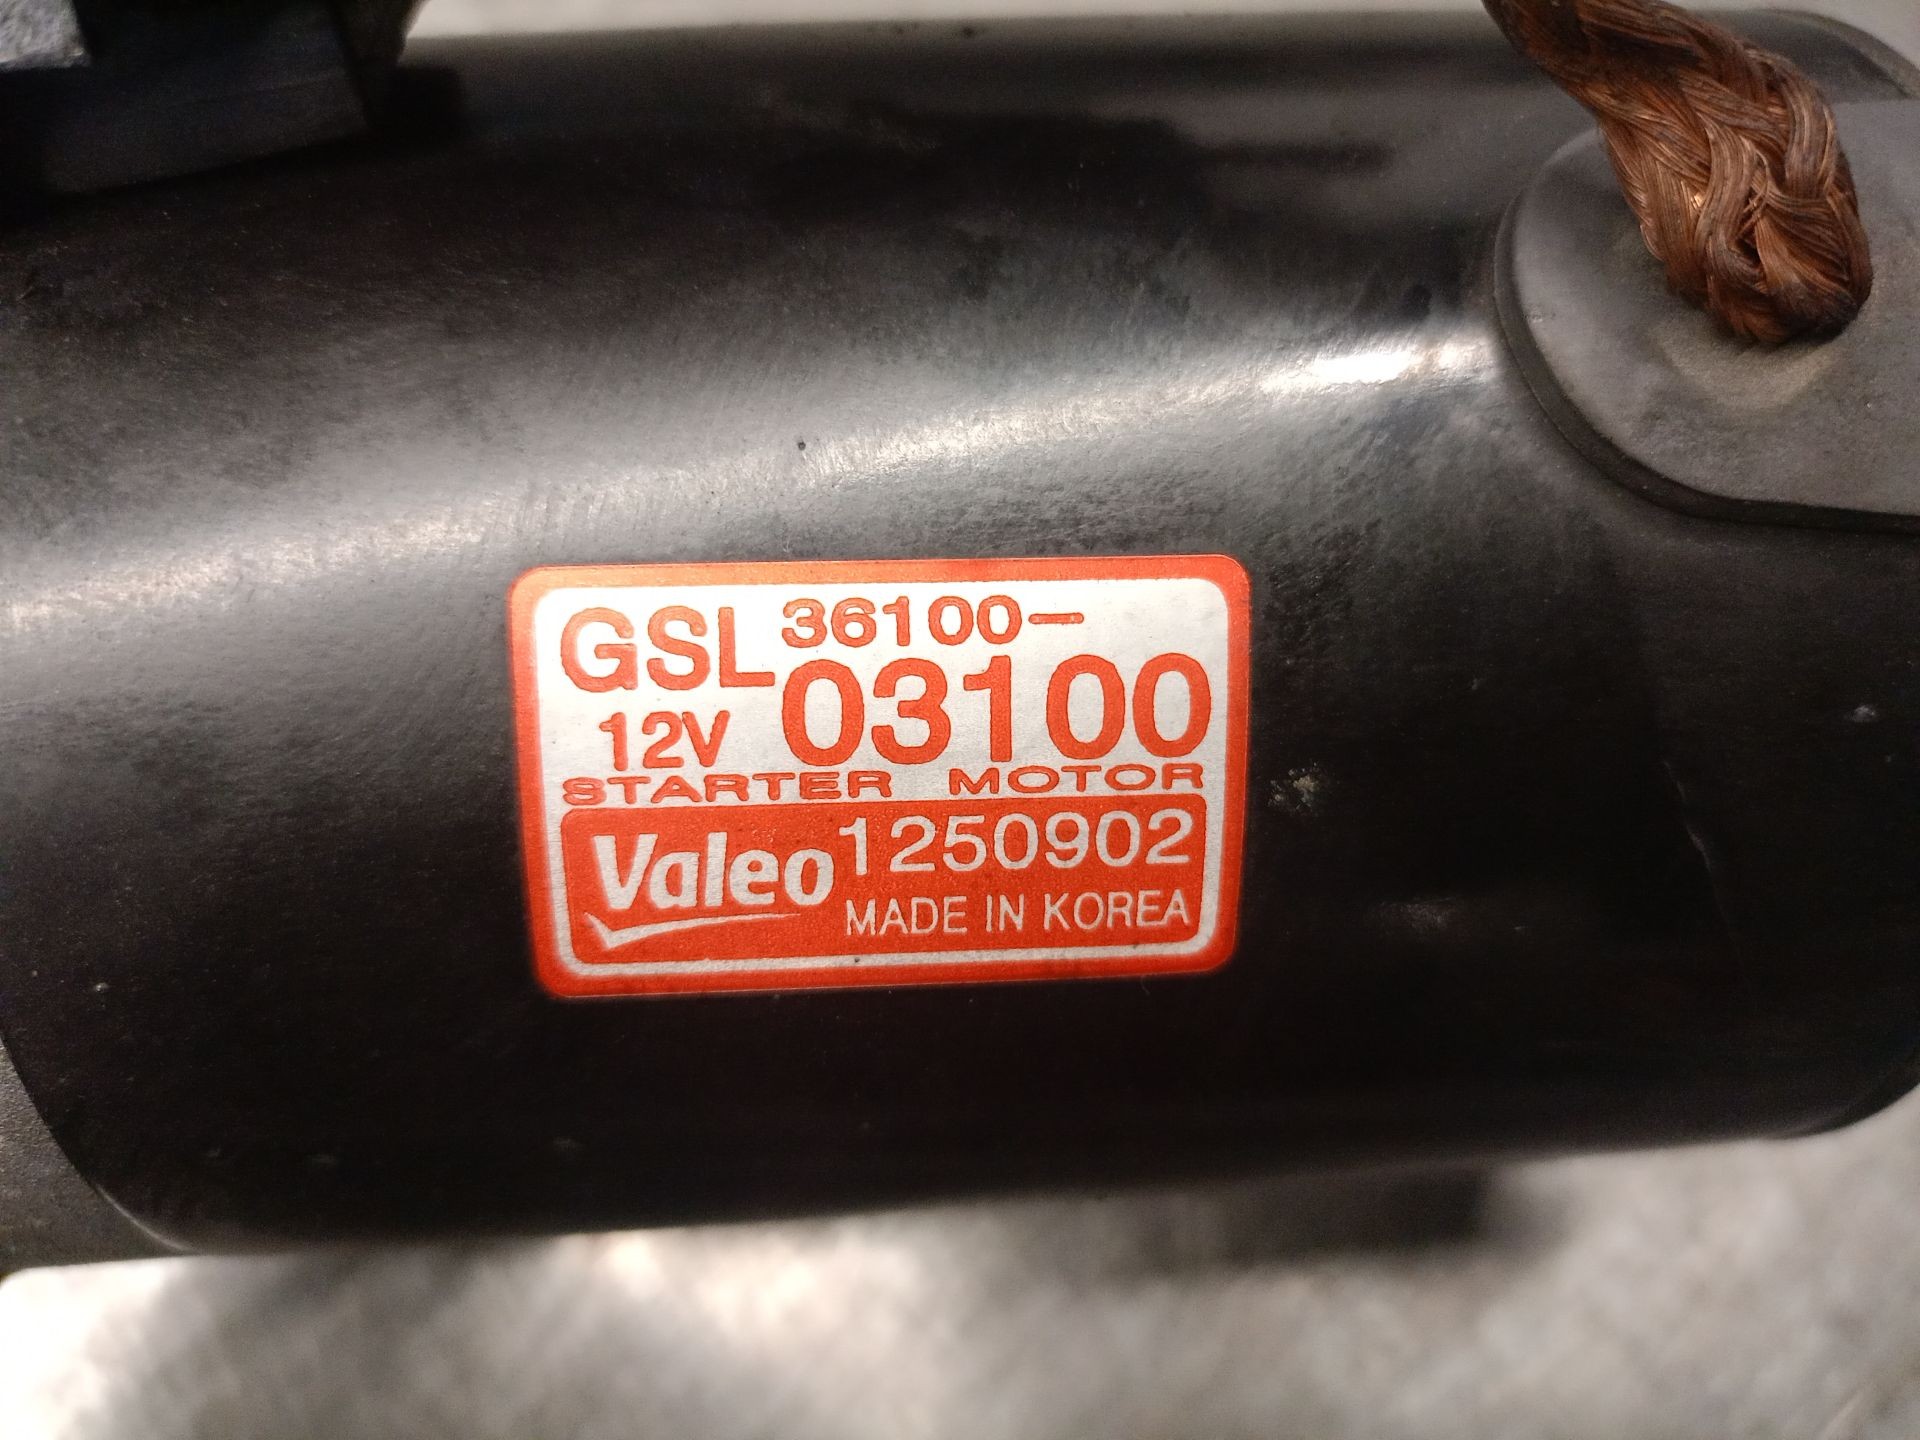 GSL 36100-
12V 03100
STARTER MOTOR
Valeo 1250902
MADE IN KOREA